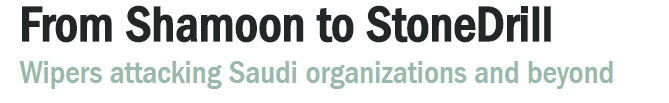 From Shamoon to StoneDrill
Wipers attacking Saudi organizations and beyond